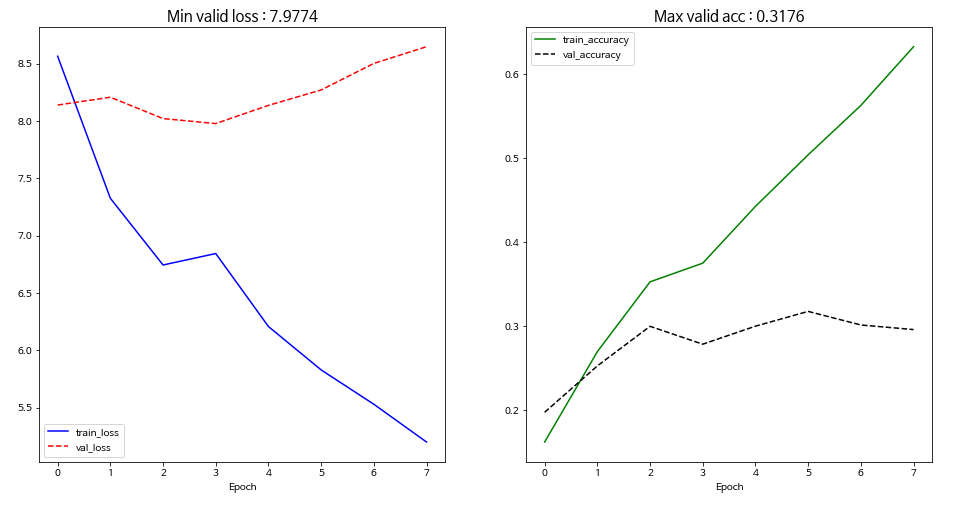 Min valid loss : 7.9774
8.5
8.0
7.5
7.0
6.5
6.0
5.5
train_loss
val_loss
0 1 2 3 4 5 6 7
Epoch
Max valid acc : 0.3176
train_accuracy
val_accuracy
0.6
0.5
0.4
0.3
0.2
0 1 2 3 4 5 6 7
Epoch